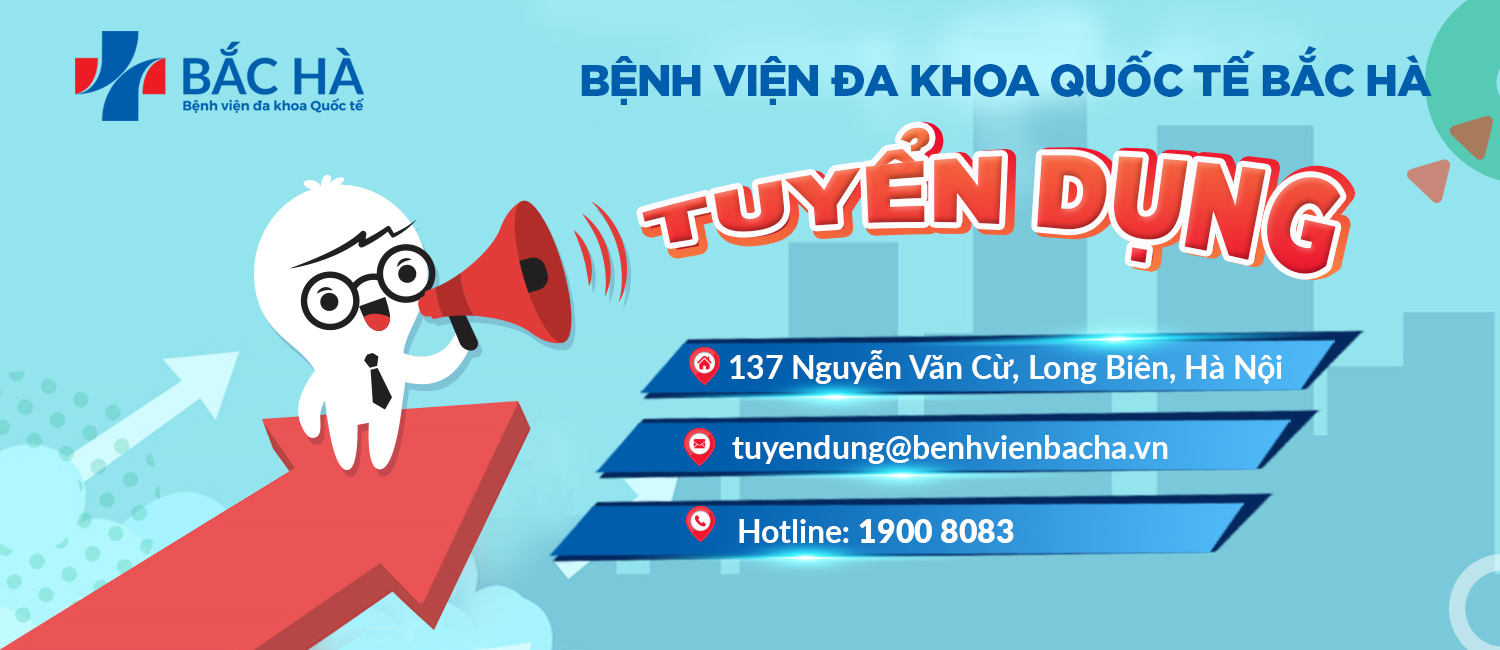 BẮC HÀ
Bệnh viện đa khoa Quốc tế
BỆNH VIỆN ĐA KHOA QUỐC TẾ BẮC HÀ
TUYỂN DỤNG
137 Nguyễn Văn Cừ, Long Biên, Hà Nội
tuyendung@benhvienbacha.vn
Hotline: 1900 8083